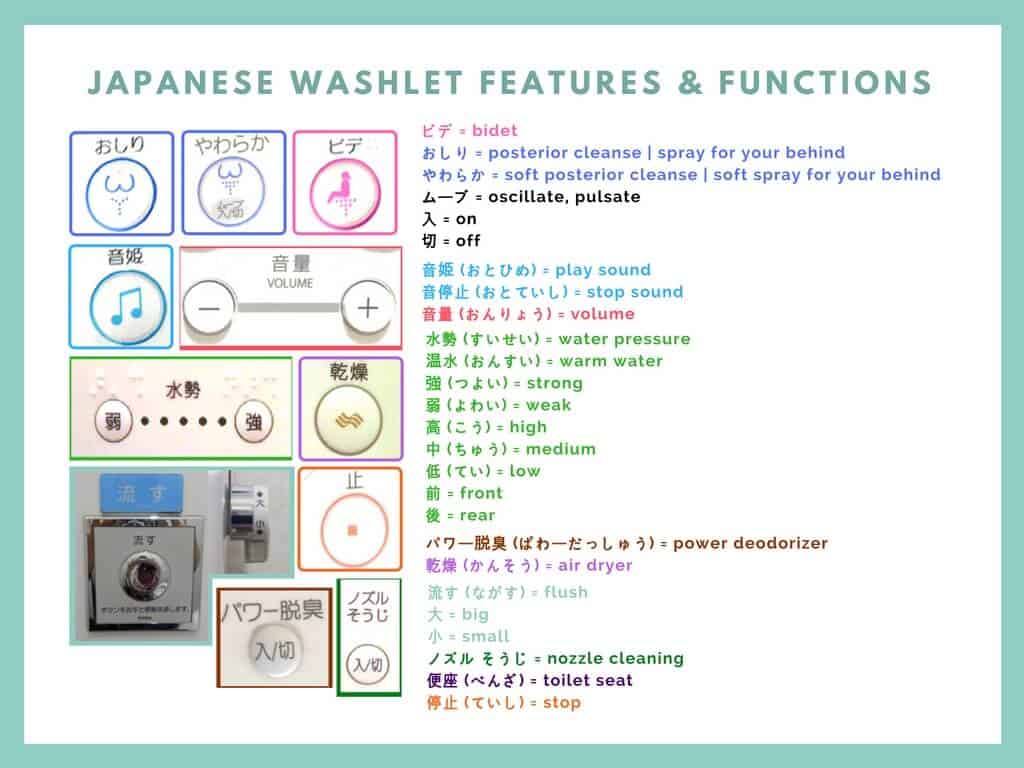 JAPANESE WASHLET FEATURES & FUNCTIONS
おしり
やわらか
入/切
ビデ
音姫
音量
VOLUME
水勢
弱
強
乾燥
流す
流す
大
小
止
パワー脱臭
入/切
ノズル
そうじ
入/切
ビデ = bidet
おしり = posterior cleanse | spray for your behind
やわらか = soft posterior cleanse | soft spray for your behind
ムーブ = oscillate, pulsate
入 = on
切 = off
音姫 (おとひめ) = play sound
音停止 (おとていし) = stop sound
音量 (おんりょう) = volume
水勢 (すいせい) = water pressure
温水 (おんすい) = warm water
強 (つよい) = strong
弱 (よわい) = weak
高 (こう) = high
中 (ちゅう) = medium
低 (てい) = low
前 = front
後 = rear
パワー脱臭 (ぱわーだっしゅう) = power deodorizer
乾燥 (かんそう) = air dryer
流す (ながす) = flush
大 = big
小 = small
ノズル そうじ = nozzle cleaning
便座 (べんざ) = toilet seat
停止 (ていし) = stop